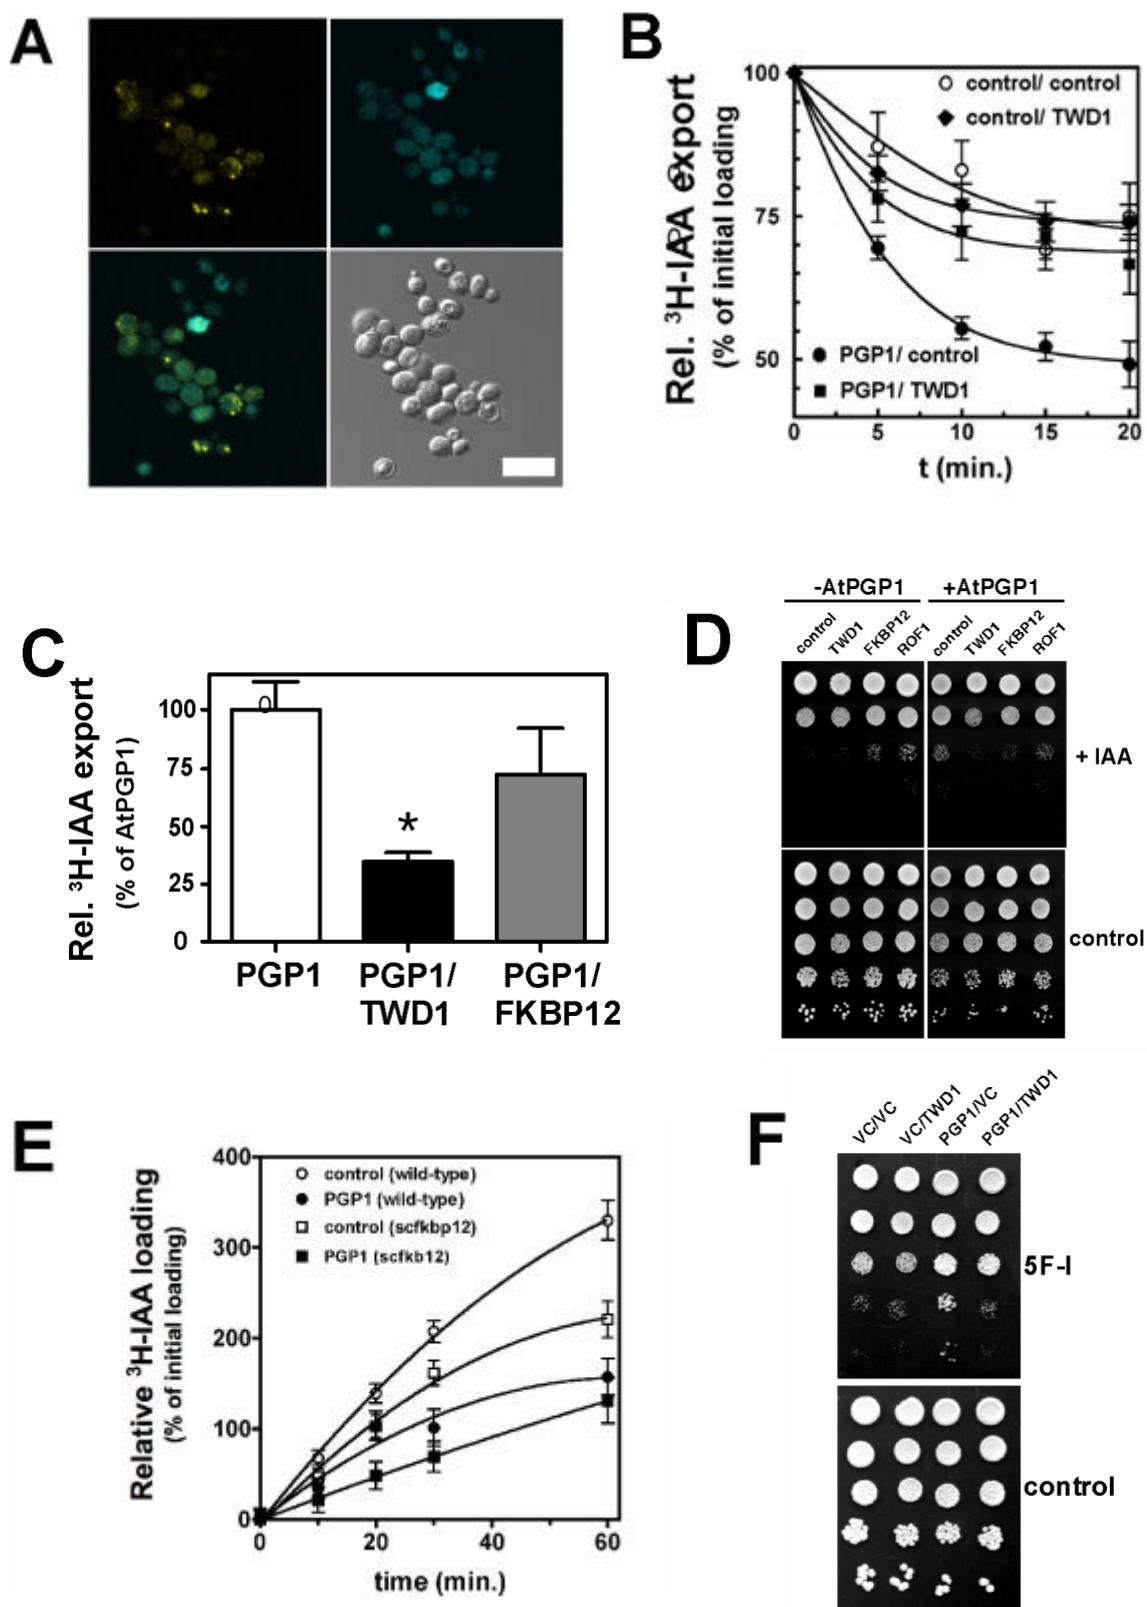 A
B
Rel. ³H-IAA export
(% of initial loading)
100
75
50
control/ control
control/ TWD1
PGP1/ control
PGP1/ TWD1
0 5 10 15 20
t (min.)
C
Rel. ³H-IAA export
(% of AtPGP1)
100
75
50
25
0
*
PGP1
PGP1/
TWD1
PGP1/
FKBP12
D
-AtPGP1 +AtPGP1
control TWD1 FKBP12 ROF1 control TWD1 FKBP12 ROF1
+ IAA
control
E
Relative ³H-IAA loading
(% of initial loading)
400
300
200
100
0
control (wild-type)
PGP1 (wild-type)
control (scfkbp12)
PGP1 (scfkb12)
0 20 40 60
time (min.)
F
VC/VC VC/TWD1 PGP1/VC PGP1/TWD1
5F-I
control